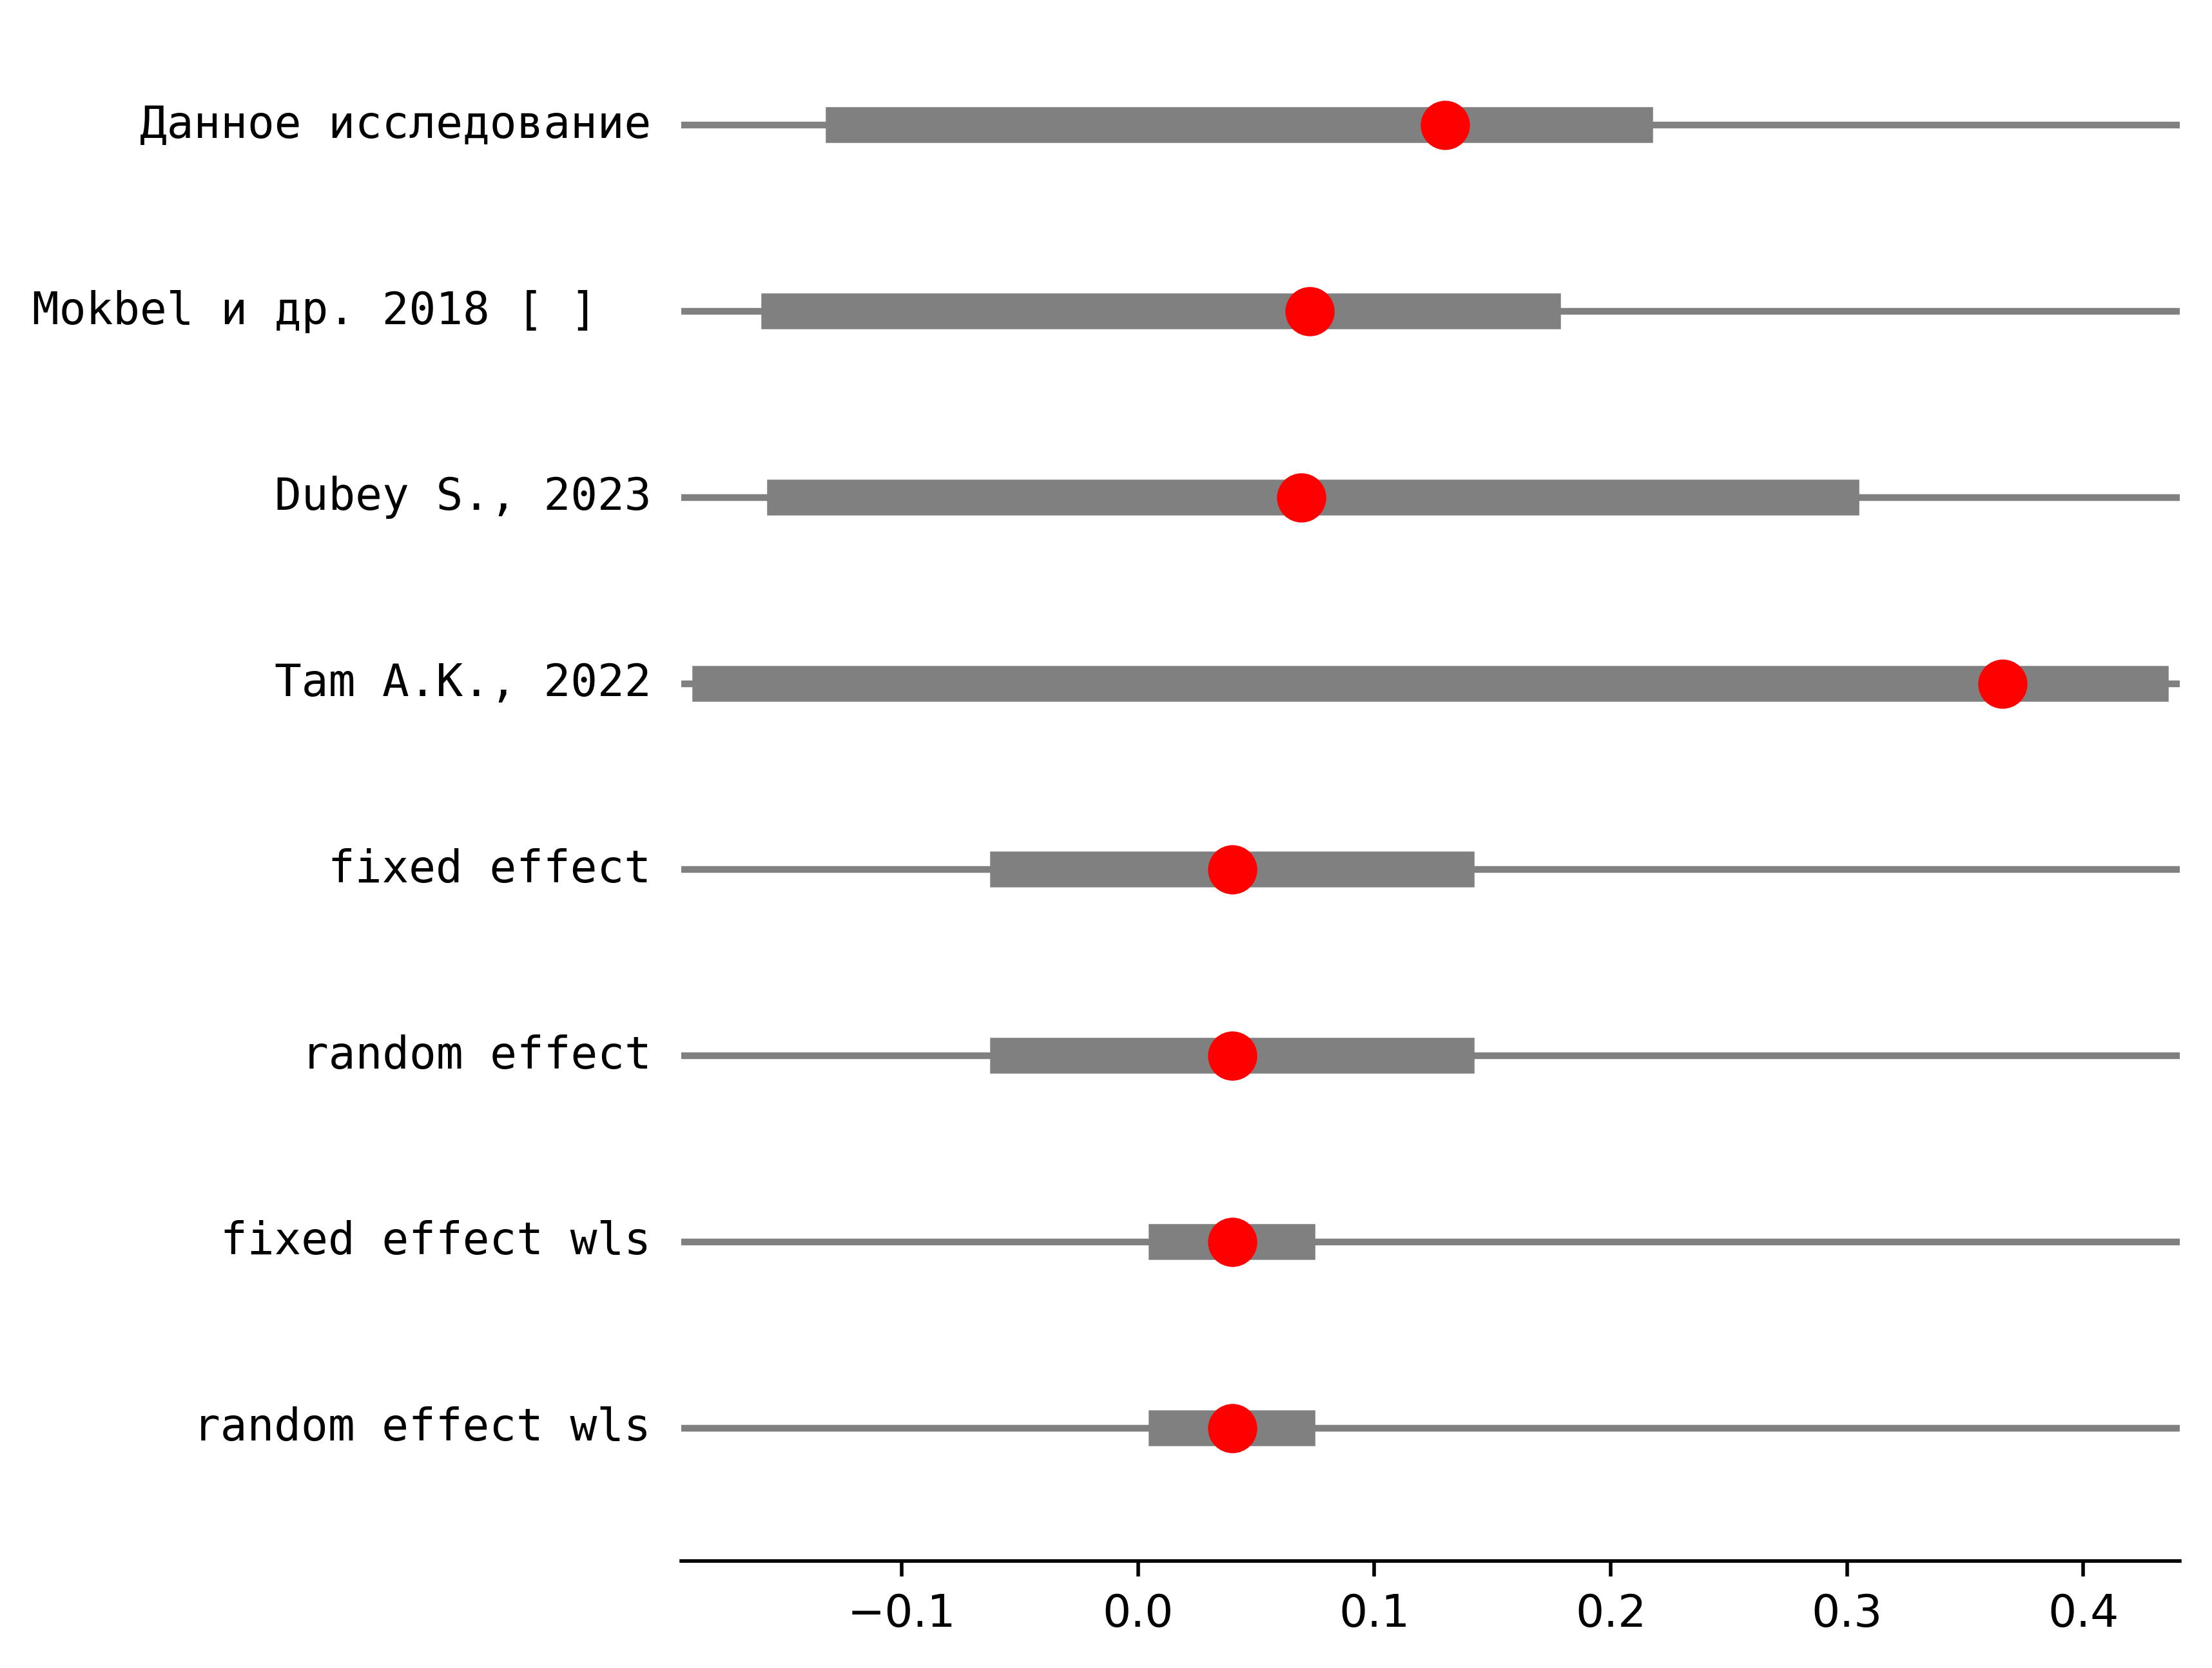 Данное исследование
Mokbel и др. 2018 [ ]
Dubey S., 2023
Tam A.K., 2022
fixed effect
random effect
fixed effect wls
random effect wls
−0.1 0.0 0.1 0.2 0.3 0.4